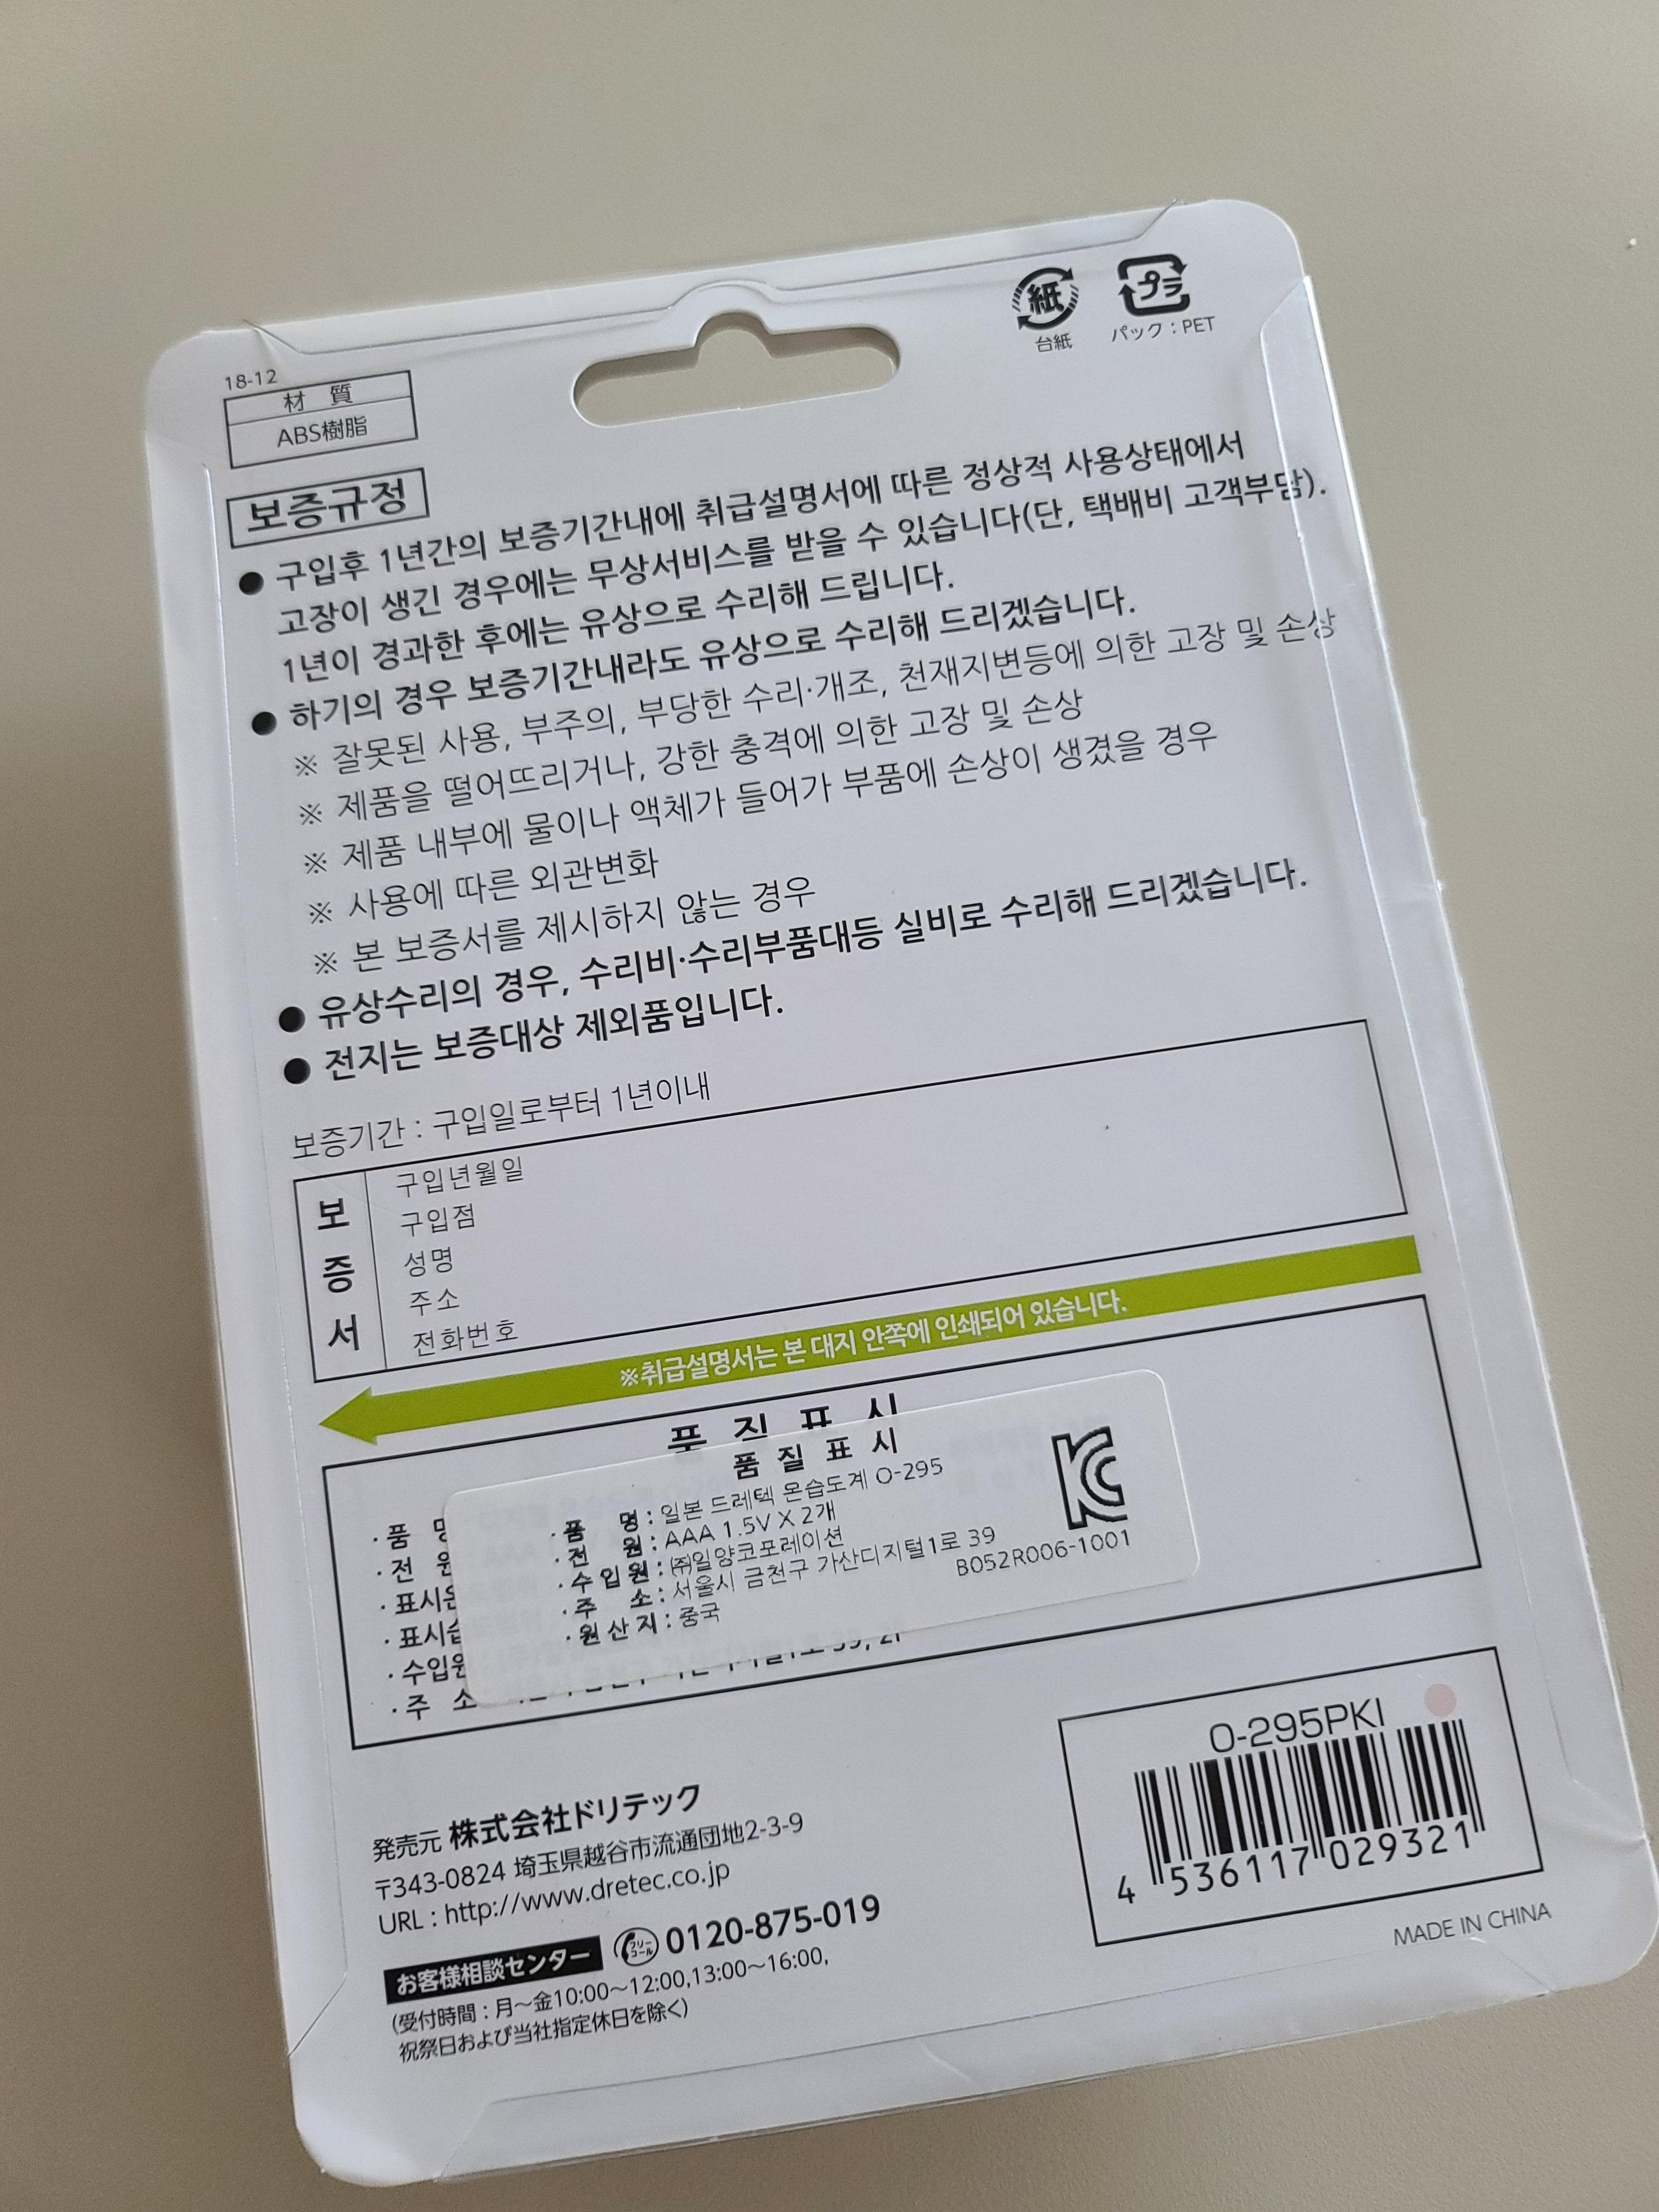 紙
プラ
台紙
パック：PET
18-12
材 質
ABS樹脂
보증규정
● 구입후 1년간의 보증기간내에 취급설명서에 따른 정상적 사용상태에서
고장이 생긴 경우에는 무상서비스를 받을 수 있습니다(단, 택배비 고객부담).
1년이 경과한 후에는 유상으로 수리해 드립니다.
● 하기의 경우 보증기간내라도 유상으로 수리해 드리겠습니다.
※ 잘못된 사용, 부주의, 부당한 수리·개조, 천재지변등에 의한 고장 및 손상
※ 제품을 떨어뜨리거나, 강한 충격에 의한 고장 및 손상
※ 제품 내부에 물이나 액체가 들어가 부품에 손상이 생겼을 경우
※ 사용에 따른 외관변화
※ 본 보증서를 제시하지 않는 경우
● 유상수리의 경우, 수리비·수리부품대등 실비로 수리해 드리겠습니다.
● 전지는 보증대상 제외품입니다.
보증기간 : 구입일로부터 1년이내
보증서
구입년월일
구입점
성명
주소
전화번호
※취급설명서는 본 대지 안쪽에 인쇄되어 있습니다.
품 질 표 시
품 질 표 시
· 품 명 : 일본 드레텍 온습도계 O-295
· 전 원 : AAA 1.5V X 2개
· 수 입 원 : ㈜일양코포레이션
· 주 소 : 서울시 금천구 가산디지털1로 39
· 원 산 지 : 중국
B052R006-1001
· 품 명
· 전 원
· 표시
· 표시습
· 수입원
· 주 소
O-295PKI
4 536117 029321
MADE IN CHINA
発売元 株式会社ドリテック
〒343-0824 埼玉県越谷市流通団地2-3-9
URL : http://www.dretec.co.jp
お客様相談センター フリーコール 0120-875-019
(受付時間：月～金10:00～12:00,13:00～16:00,
祝祭日および当社指定休日を除く)